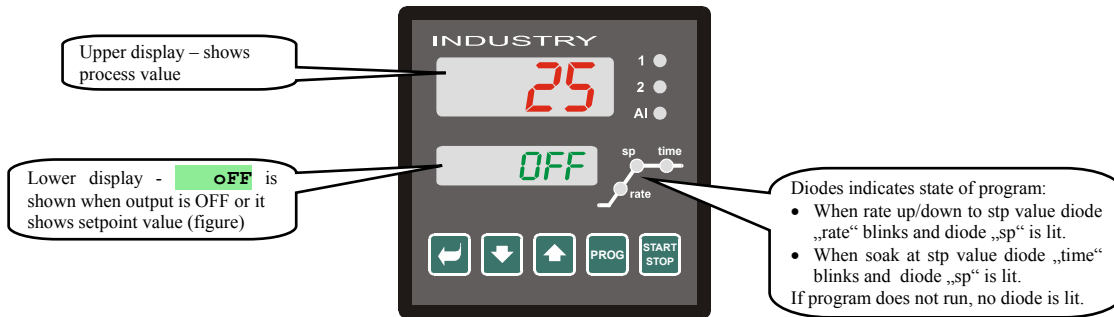 Upper display – shows
process value
INDUSTRY
25
1
2
AI
Lower display - oFF is
shown when output is OFF or it
shows setpoint value (figure)
OFF
sp time
rate
PROG
START
STOP
Diodes indicates state of program:
• When rate up/down to stp value diode
„rate“ blinks and diode „sp“ is lit.
• When soak at stp value diode „time“
blinks and diode „sp“ is lit.
If program does not run, no diode is lit.